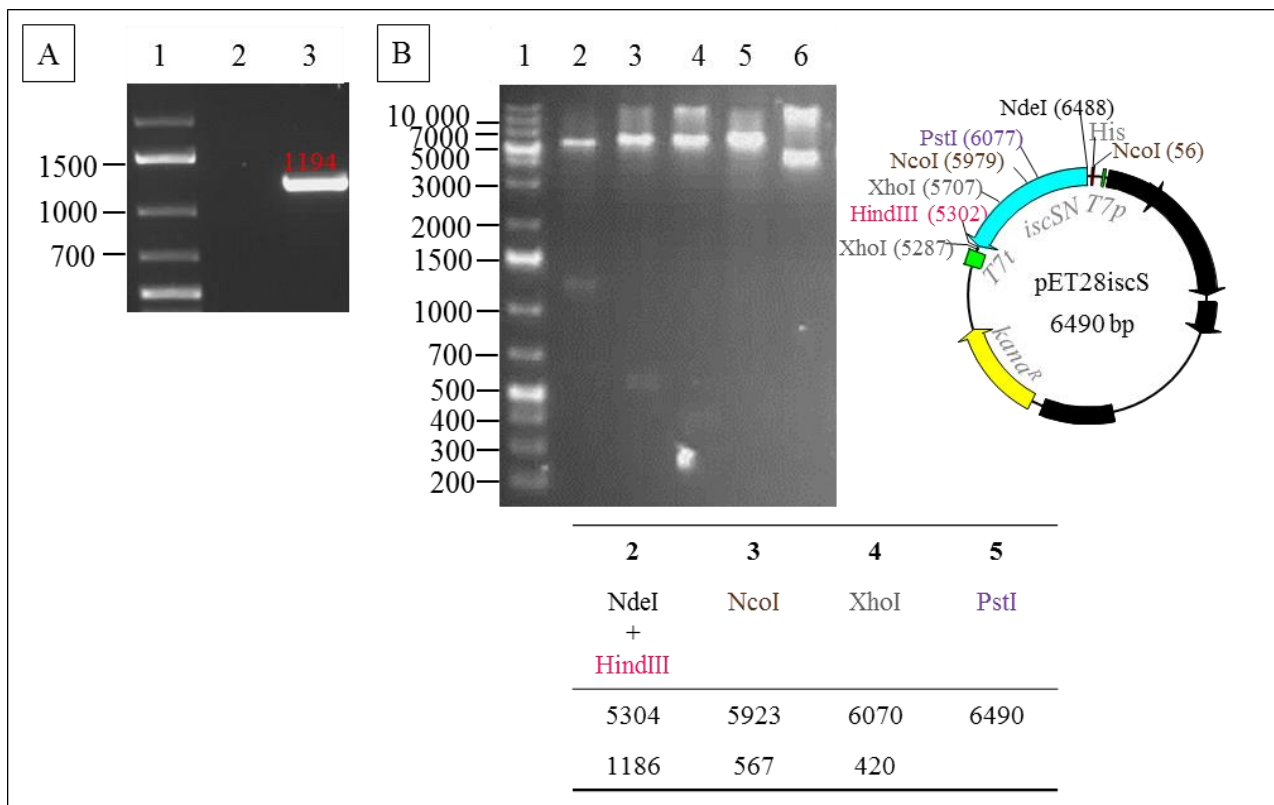 A
1 2 3
1500
1000
700
1194
B
1 2 3 4 5 6
10 000
7000
5000
3000
2000
1500
1000
700
500
400
300
200
NdeI (6488)
His
PstI (6077)
NcoI (56)
NcoI (5979)
XhoI (5707)
HindIII (5302)
XhoI (5287)
iscSN
T7p
T7t
kanaR
pET28iscS
6490 bp
2 3 4 5
NdeI NcoI XhoI PstI
+
HindIII
5304 5923 6070 6490
1186 567 420